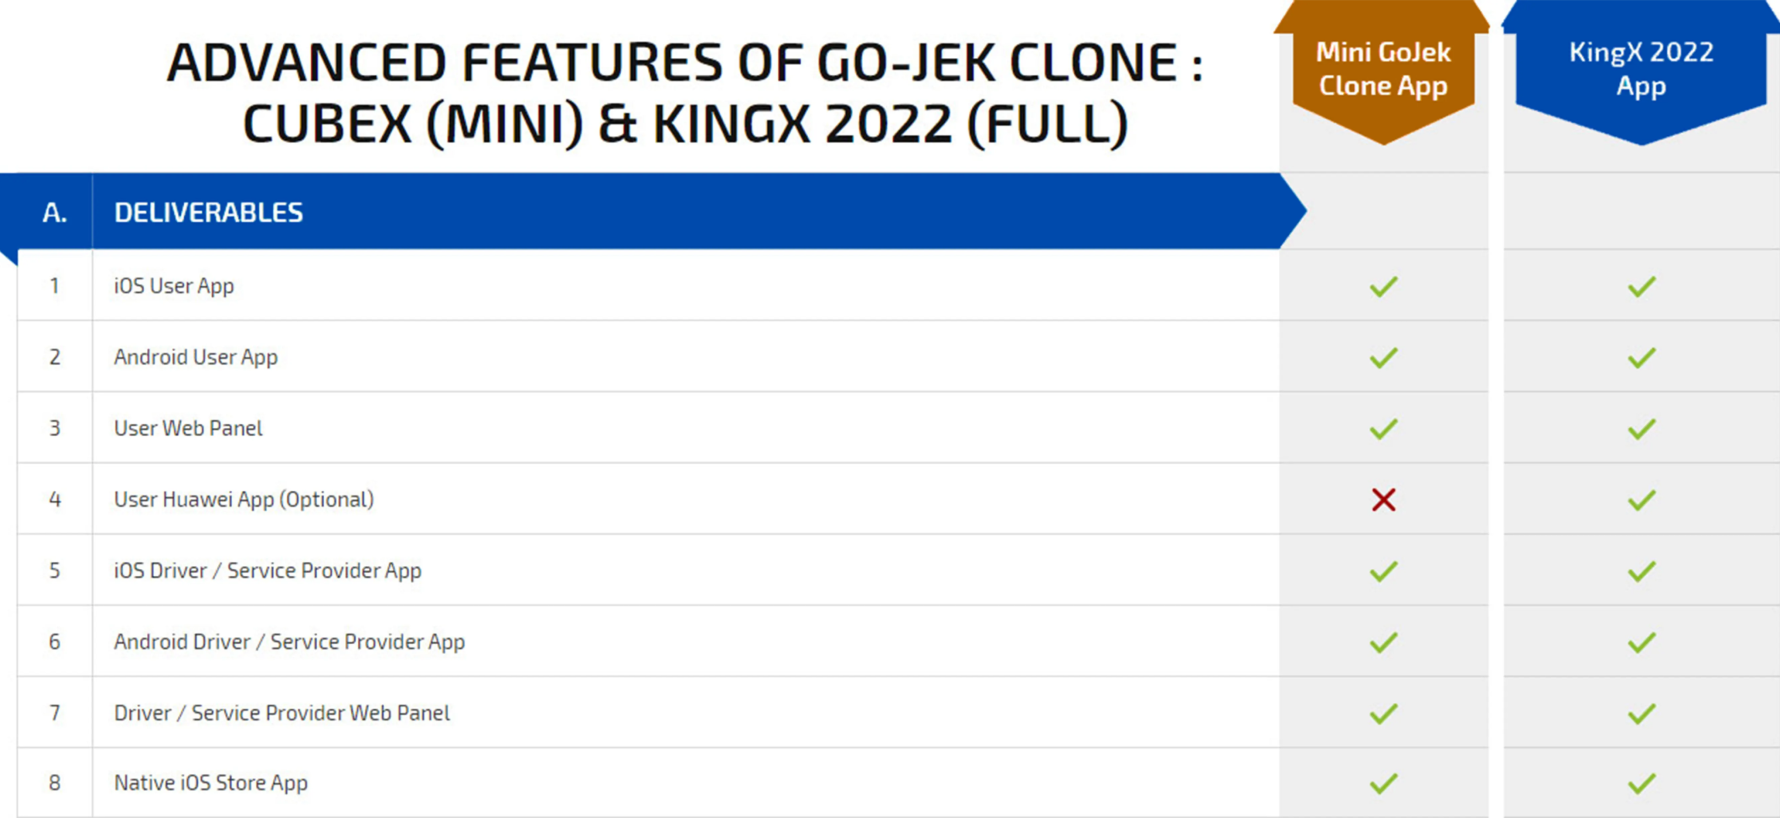 ADVANCED FEATURES OF GO-JEK CLONE :
CUBEX (MINI) & KINGX 2022 (FULL)
Mini GoJek
Clone App
KingX 2022
App
A. DELIVERABLES
1 iOS User App
2 Android User App
3 User Web Panel
4 User Huawei App (Optional)
5 iOS Driver / Service Provider App
6 Android Driver / Service Provider App
7 Driver / Service Provider Web Panel
8 Native iOS Store App